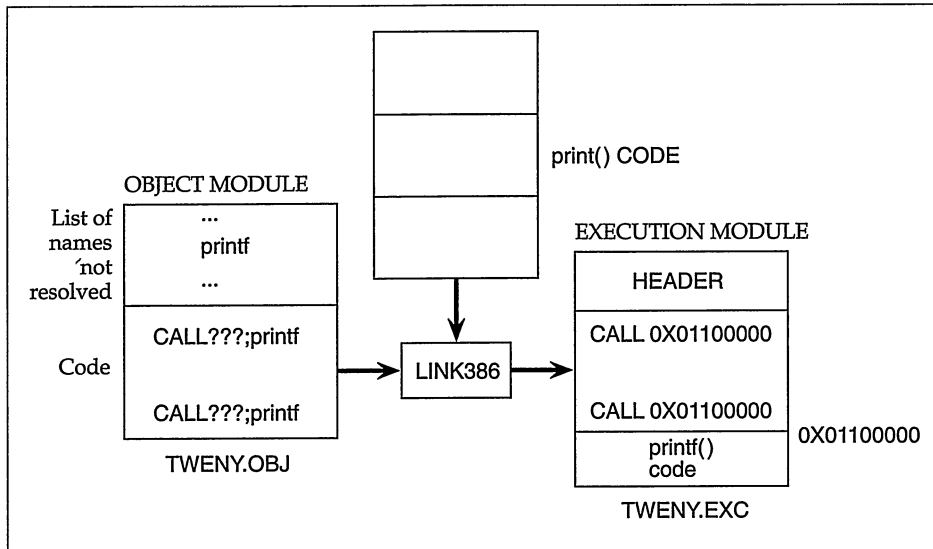 print() CODE
OBJECT MODULE
List of
names
´not
resolved
...
printf
...
Code
CALL???;printf
CALL???;printf
TWENY.OBJ
LINK386
EXECUTION MODULE
HEADER
CALL 0X01100000
CALL 0X01100000
printf()
code
0X01100000
TWENY.EXC